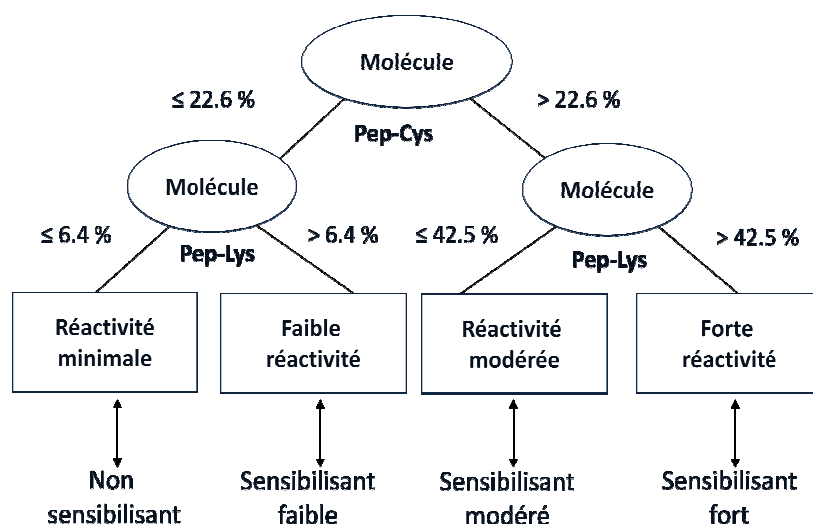 Molécule
≤ 22.6 %
> 22.6 %
Pep-Cys
Molécule
Molécule
≤ 6.4 %
> 6.4 %
≤ 42.5 %
> 42.5 %
Pep-Lys
Pep-Lys
Réactivité
minimale
Faible
réactivité
Réactivité
modérée
Forte
réactivité
Non
sensibilisant
Sensibilisant
faible
Sensibilisant
modéré
Sensibilisant
fort